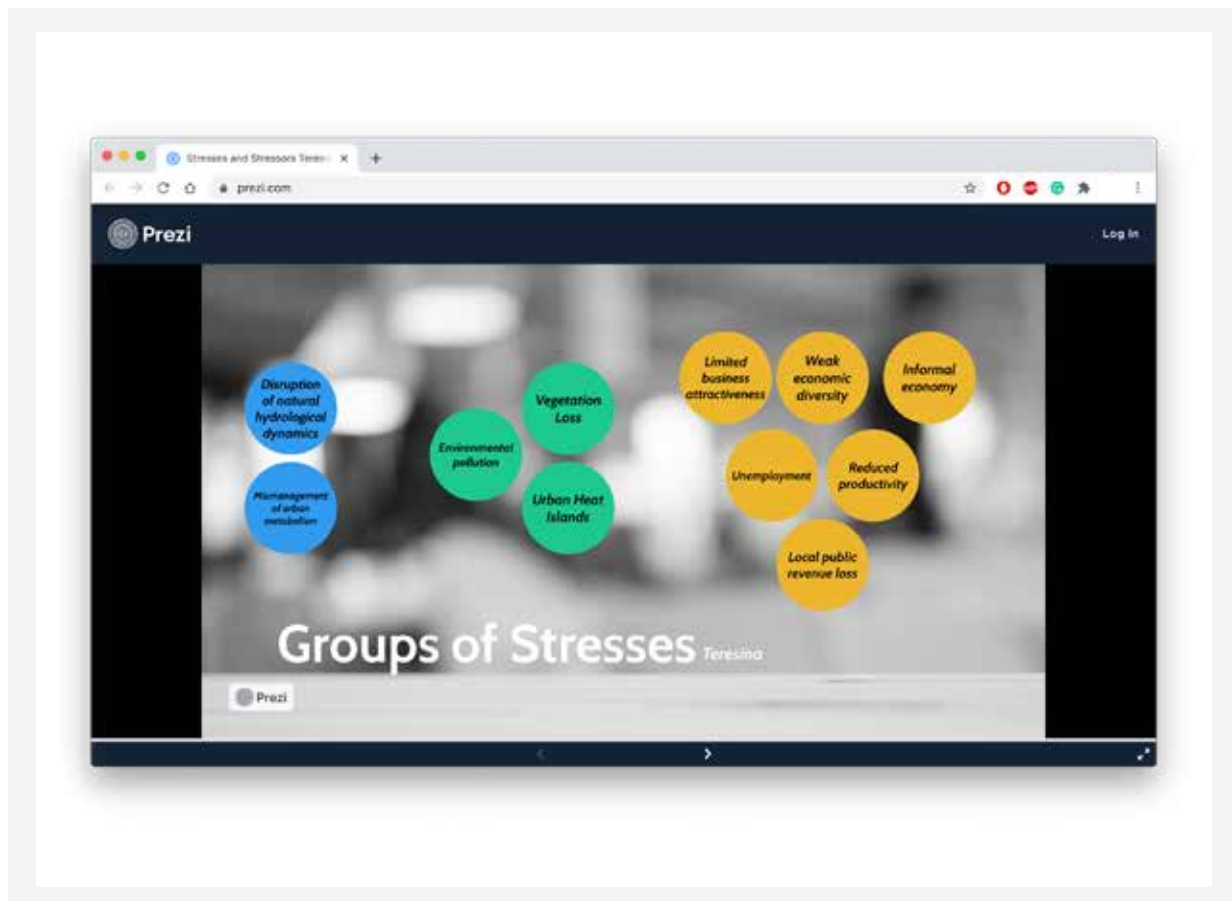 Stresses and Stressors Teresi
prezi.com
Prezi
Log in
Disruption
of natural
hydrological
dynamics
Mismanagement
of urban
metabolism
Environmental
pollution
Vegetation
Loss
Urban Heat
Islands
Limited
business
attractiveness
Weak
economic
diversity
Informal
economy
Unemployment
Reduced
productivity
Local public
revenue loss
Groups of Stresses Teresina
Prezi